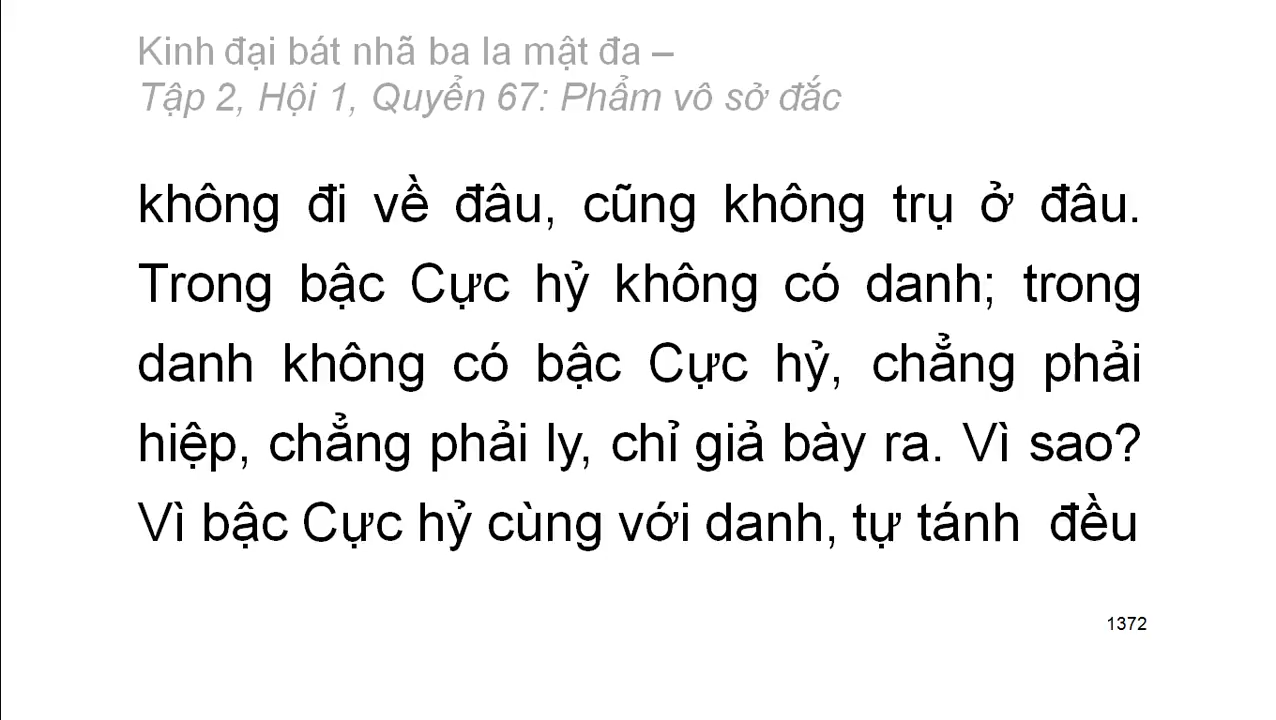 Kinh đại bát nhã ba la mật đa –
Tập 2, Hội 1, Quyển 67: Phẩm vô sở đắc
không đi về đâu, cũng không trụ ở đâu.
Trong bậc Cực hỷ không có danh; trong
danh không có bậc Cực hỷ, chẳng phải
hiệp, chẳng phải ly, chỉ giả bày ra. Vì sao?
Vì bậc Cực hỷ cùng với danh, tự tánh đều
1372